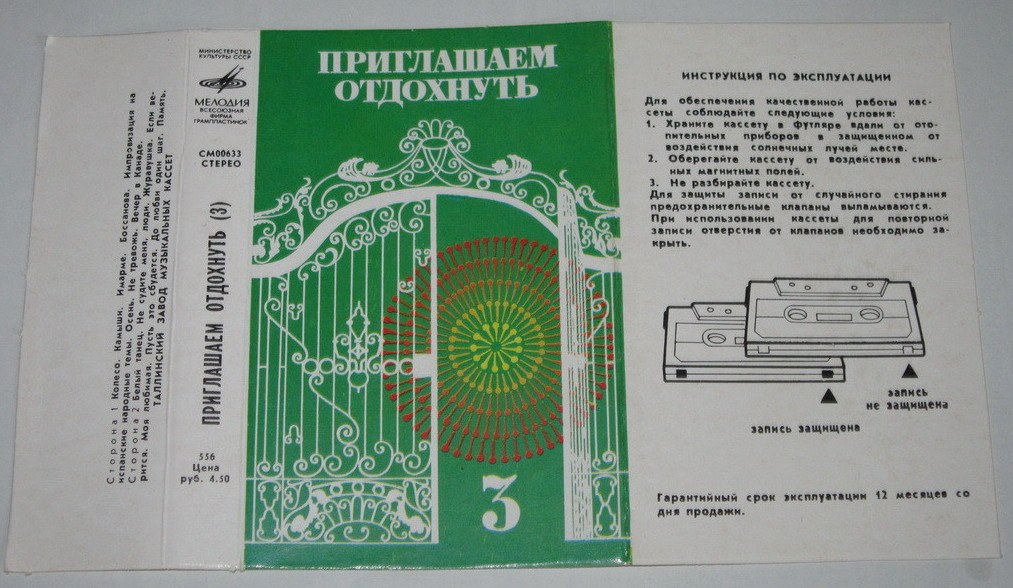 Сторона 1 Колесо. Камыши. Имарме. Боссанова. Импровизация на
испанские народные темы. Осень. Не тревожь. Вечер в Канаде.
Сторона 2 Белый танец. Не судите меня, люди. Журавушка. Если ве-
рится. Моя любимая. Пусть это сбудется. До любви один шаг. Память.
ТАЛЛИНСКИЙ ЗАВОД МУЗЫКАЛЬНЫХ КАССЕТ
МИНИСТЕРСТВО
КУЛЬТУРЫ СССР
МЕЛОДИЯ
ВСЕСОЮЗНАЯ
ФИРМА
ГРАМПЛАСТИНОК
СМ00633
СТЕРЕО
ПРИГЛАШАЕМ ОТДОХНУТЬ (3)
556
Цена
руб. 4.50
ПРИГЛАШАЕМ
ОТДОХНУТЬ
3
ИНСТРУКЦИЯ ПО ЭКСПЛУАТАЦИИ
Для обеспечения качественной работы кас-
сеты соблюдайте следующие условия:
1. Храните кассету в футляре вдали от ото-
пительных приборов в защищенном от
воздействия солнечных лучей месте.
2. Оберегайте кассету от воздействия силь-
ных магнитных полей.
3. Не разбирайте кассету.
Для защиты записи от случайного стирания
предохранительные клапаны выламываются.
При использовании кассеты для повторной
записи отверстия от клапанов необходимо за-
крыть.
запись
не защищена
запись защищена
Гарантийный срок эксплуатации 12 месяцев со
дня продажи.